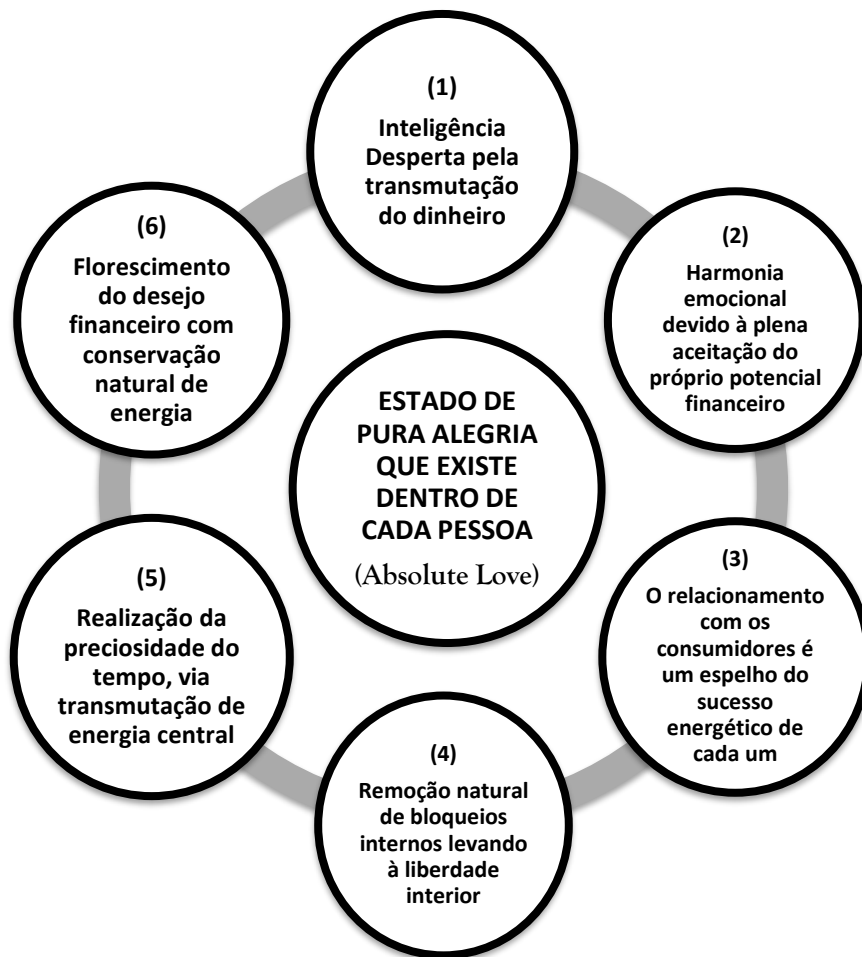 (1)
Inteligência
Desperta pela
transmutação
do dinheiro
(2)
Harmonia
emocional
devido à plena
aceitação do
próprio potencial
financeiro
(3)
O relacionamento
com os
consumidores é
um espelho do
sucesso
energético de
cada um
(4)
Remoção natural
de bloqueios
internos levando
à liberdade
interior
(5)
Realização da
preciosidade do
tempo, via
transmutação de
energia central
(6)
Florescimento
do desejo
financeiro com
conservação
natural de
energia
ESTADO DE
PURA ALEGRIA
QUE EXISTE
DENTRO DE
CADA PESSOA
(Absolute Love)